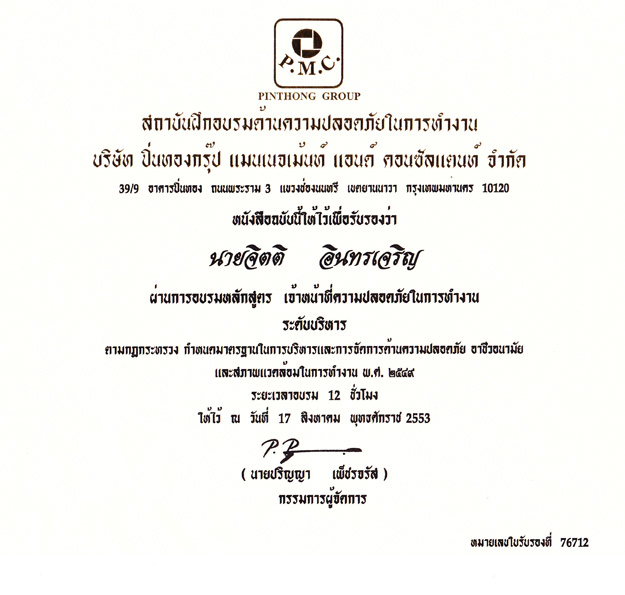 P.M.C.
PINTHONG GROUP
สถาบันฝึกอบรมด้านความปลอดภัยในการทำงาน
บริษัท ปิ่นทองกรุ๊ป แมนเนจเม้นท์ แอนด์ คอนซัลแตนท์ จำกัด
39/9 อาคารปิ่นทอง ถนนพระราม 3 แขวงช่องนนทรี เขตยานนาวา กรุงเทพมหานคร 10120
หนังสือฉบับนี้ให้ไว้เพื่อรับรองว่า
นายจิตติ อินทรเจริญ
ผ่านการอบรมหลักสูตร เจ้าหน้าที่ความปลอดภัยในการทำงาน
ระดับบริหาร
ตามกฎกระทรวง กำหนดมาตรฐานในการบริหารและการจัดการด้านความปลอดภัย อาชีวอนามัย
และสภาพแวดล้อมในการทำงาน พ.ศ. ๒๕๔๙
ระยะเวลาอบรม 12 ชั่วโมง
ให้ไว้ ณ วันที่ 17 สิงหาคม พุทธศักราช 2553
P.P
( นายปริญญา เพ็ชรจรัส )
กรรมการผู้จัดการ
หมายเลขใบรับรองที่ 76712